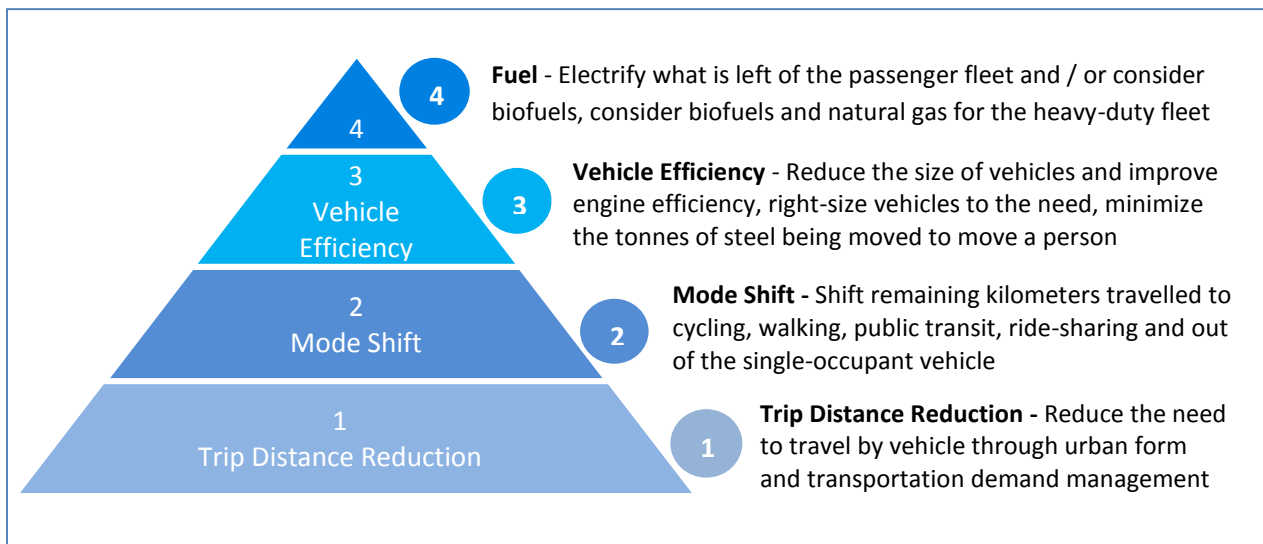 4
4
Fuel - Electrify what is left of the passenger fleet and / or consider
biofuels, consider biofuels and natural gas for the heavy-duty fleet
3
Vehicle
Efficiency
3
Vehicle Efficiency - Reduce the size of vehicles and improve
engine efficiency, right-size vehicles to the need, minimize
the tonnes of steel being moved to move a person
2
Mode Shift
2
Mode Shift - Shift remaining kilometers travelled to
cycling, walking, public transit, ride-sharing and out
of the single-occupant vehicle
1
Trip Distance Reduction
1
Trip Distance Reduction - Reduce the need
to travel by vehicle through urban form
and transportation demand management